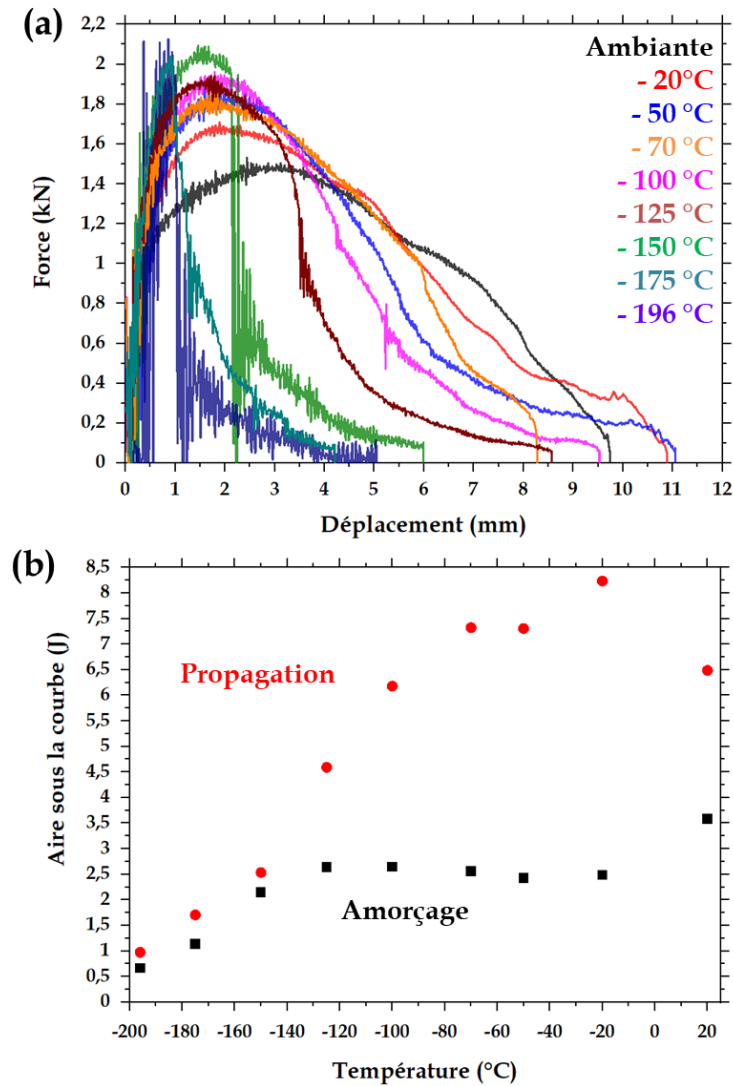 (a)
2,2
2
1,8
1,6
1,4
1,2
1
0,8
0,6
0,4
0,2
0
Force (kN)
Ambiante
- 20°C
- 50 °C
- 70 °C
- 100 °C
- 125 °C
- 150 °C
- 175 °C
- 196 °C
0 1 2 3 4 5 6 7 8 9 10 11 12
Déplacement (mm)
(b)
8,5
8
7,5
7
6,5
6
5,5
5
4,5
4
3,5
3
2,5
2
1,5
1
0,5
0
Aire sous la courbe (J)
Propagation
Amorçage
-200 -180 -160 -140 -120 -100 -80 -60 -40 -20 0 20
Température (°C)